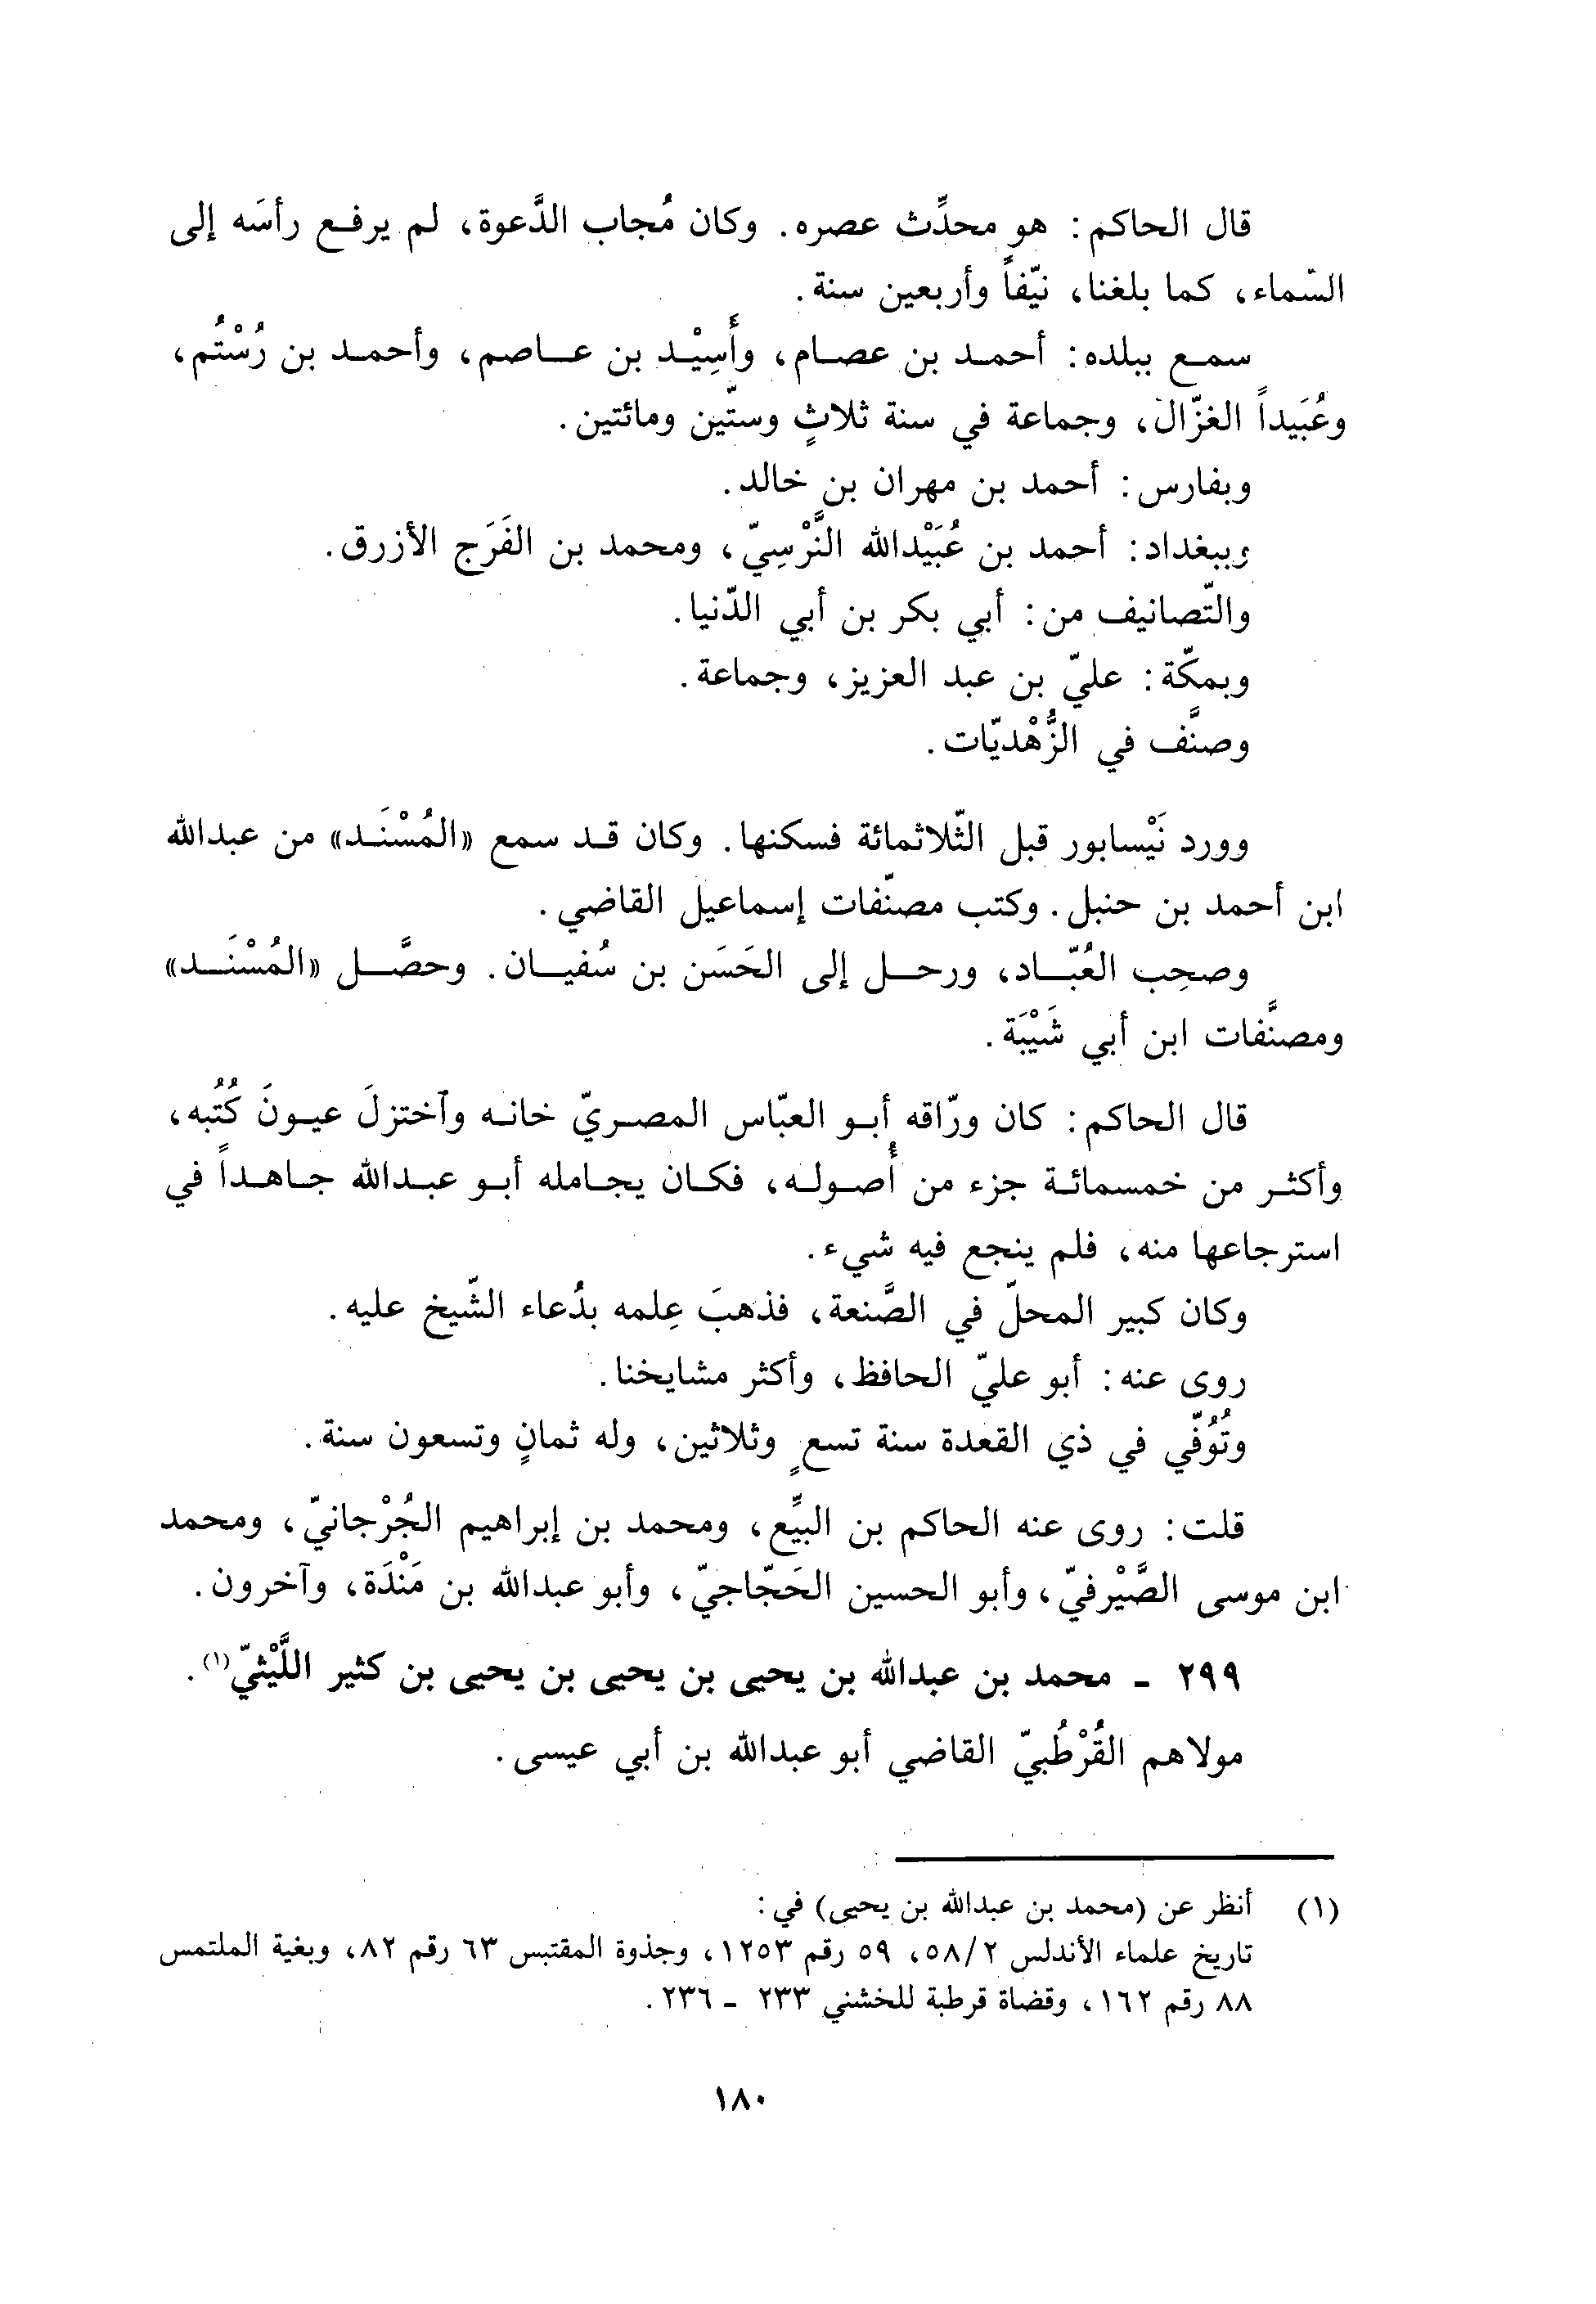 قال الحاكم: هو محدِّث عصره. وكان مُجاب الدَّعوة، لم يرفع رأسَه إلى
السّماء، كما بلغنا، نيّفاً وأربعين سنة.
سمع ببلده: أحمد بن عصام، وأَسِيْد بن عاصم، وأحمد بن رُسْتُم،
وعُبَيداً الغزّال، وجماعة في سنة ثلاثٍ وستّين ومائتين.
وبفارس: أحمد بن مهران بن خالد.
وببغداد: أحمد بن عُبَيْدالله النَّرْسِيّ، ومحمد بن الفَرَج الأزرق.
والتّصانيف من: أبي بكر بن أبي الدّنيا.
وبمكّة: عليّ بن عبد العزيز، وجماعة.
وصنَّف في الزُّهْديّات.
وورد نَيْسابور قبل الثّلاثمائة فسكنها. وكان قد سمع «المُسْنَد» من عبدالله
ابن أحمد بن حنبل. وكتب مصنّفات إسماعيل القاضي.
وصحِب العُبّاد، ورحل إلى الحَسَن بن سُفيان. وحصَّل «المُسْنَد»
ومصنَّفات ابن أبي شَيْبَة.
قال الحاكم: كان ورّاقه أبو العبّاس المصريّ خانه وآختزلَ عيونَ كُتُبه،
وأكثر من خمسمائة جزء من أُصوله، فكان يجامله أبو عبدالله جاهداً في
استرجاعها منه، فلم ينجع فيه شيء.
وكان كبير المحلّ في الصَّنعة، فذهبَ عِلمه بدُعاء الشّيخ عليه.
روى عنه: أبو عليّ الحافظ، وأكثر مشايخنا.
وتُوُفّي في ذي القعدة سنة تسعٍ وثلاثين، وله ثمانٍ وتسعون سنة.
قلت: روى عنه الحاكم بن البيِّع، ومحمد بن إبراهيم الجُرْجانيّ، ومحمد
ابن موسى الصَّيْرفيّ، وأبو الحسين الحَجّاجيّ، وأبو عبدالله بن مَنْدَة، وآخرون.
٢٩٩ - محمد بن عبدالله بن يحيى بن يحيى بن يحيى بن كثير اللَّيْثيّ(١).
مولاهم القُرْطُبيّ القاضي أبو عبدالله بن أبي عيسى.
(١) أنظر عن (محمد بن عبدالله بن يحيى) في:
تاريخ علماء الأندلس ٥٨/٢، ٥٩ رقم ١٢٥٣، وجذوة المقتبس ٦٣ رقم ٨٢، وبغية الملتمس
٨٨ رقم ١٦٢، وقضاة قرطبة للخشني ٢٣٣ - ٢٣٦.
١٨٠